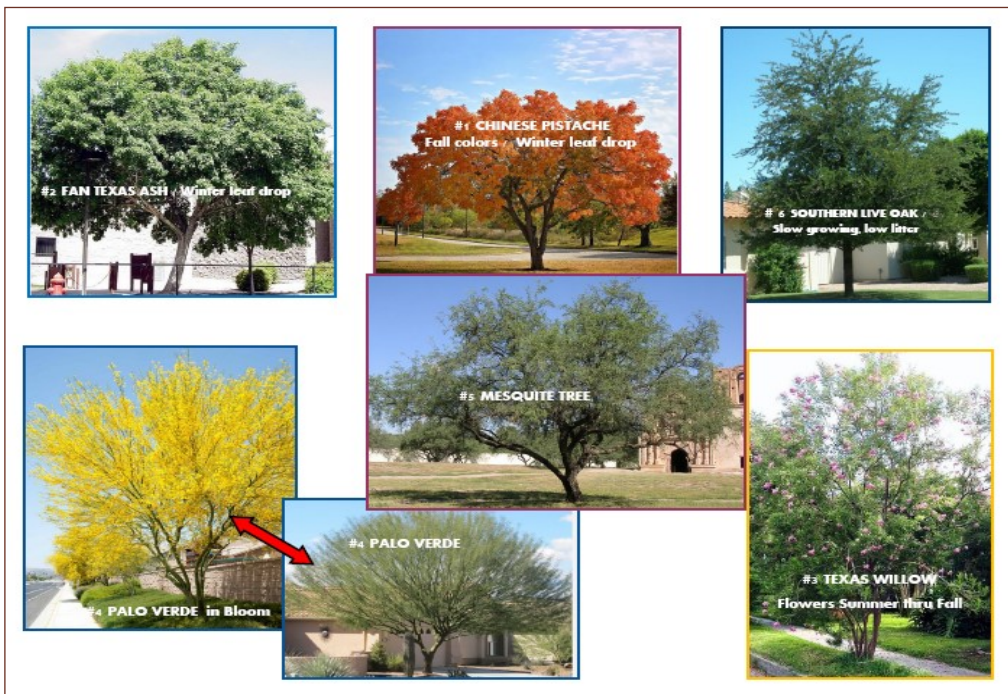 #2 FAN TEXAS ASH / Winter leaf drop
#1 CHINESE PISTACHE
Fall colors / Winter leaf drop
# 6 SOUTHERN LIVE OAK /
Slow growing, low litter
#5 MESQUITE TREE
#4 PALO VERDE in Bloom
#4 PALO VERDE
#3 TEXAS WILLOW
Flowers Summer thru Fall